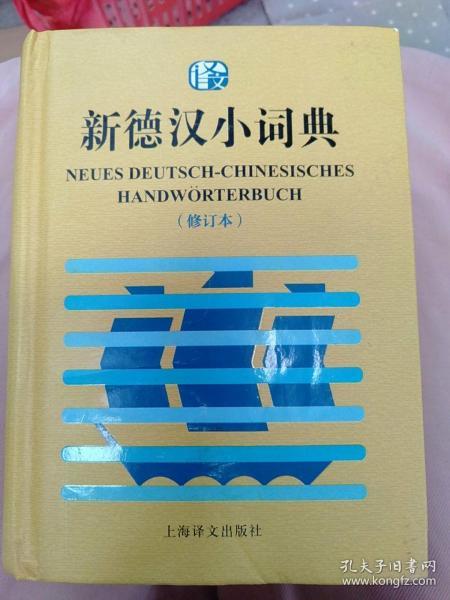 译文
新德汉小词典
NEUES DEUTSCH-CHINESISCHES
HANDWÖRTERBUCH
(修订本)
上海译文出版社
孔夫子旧书网
www.kongfz.com